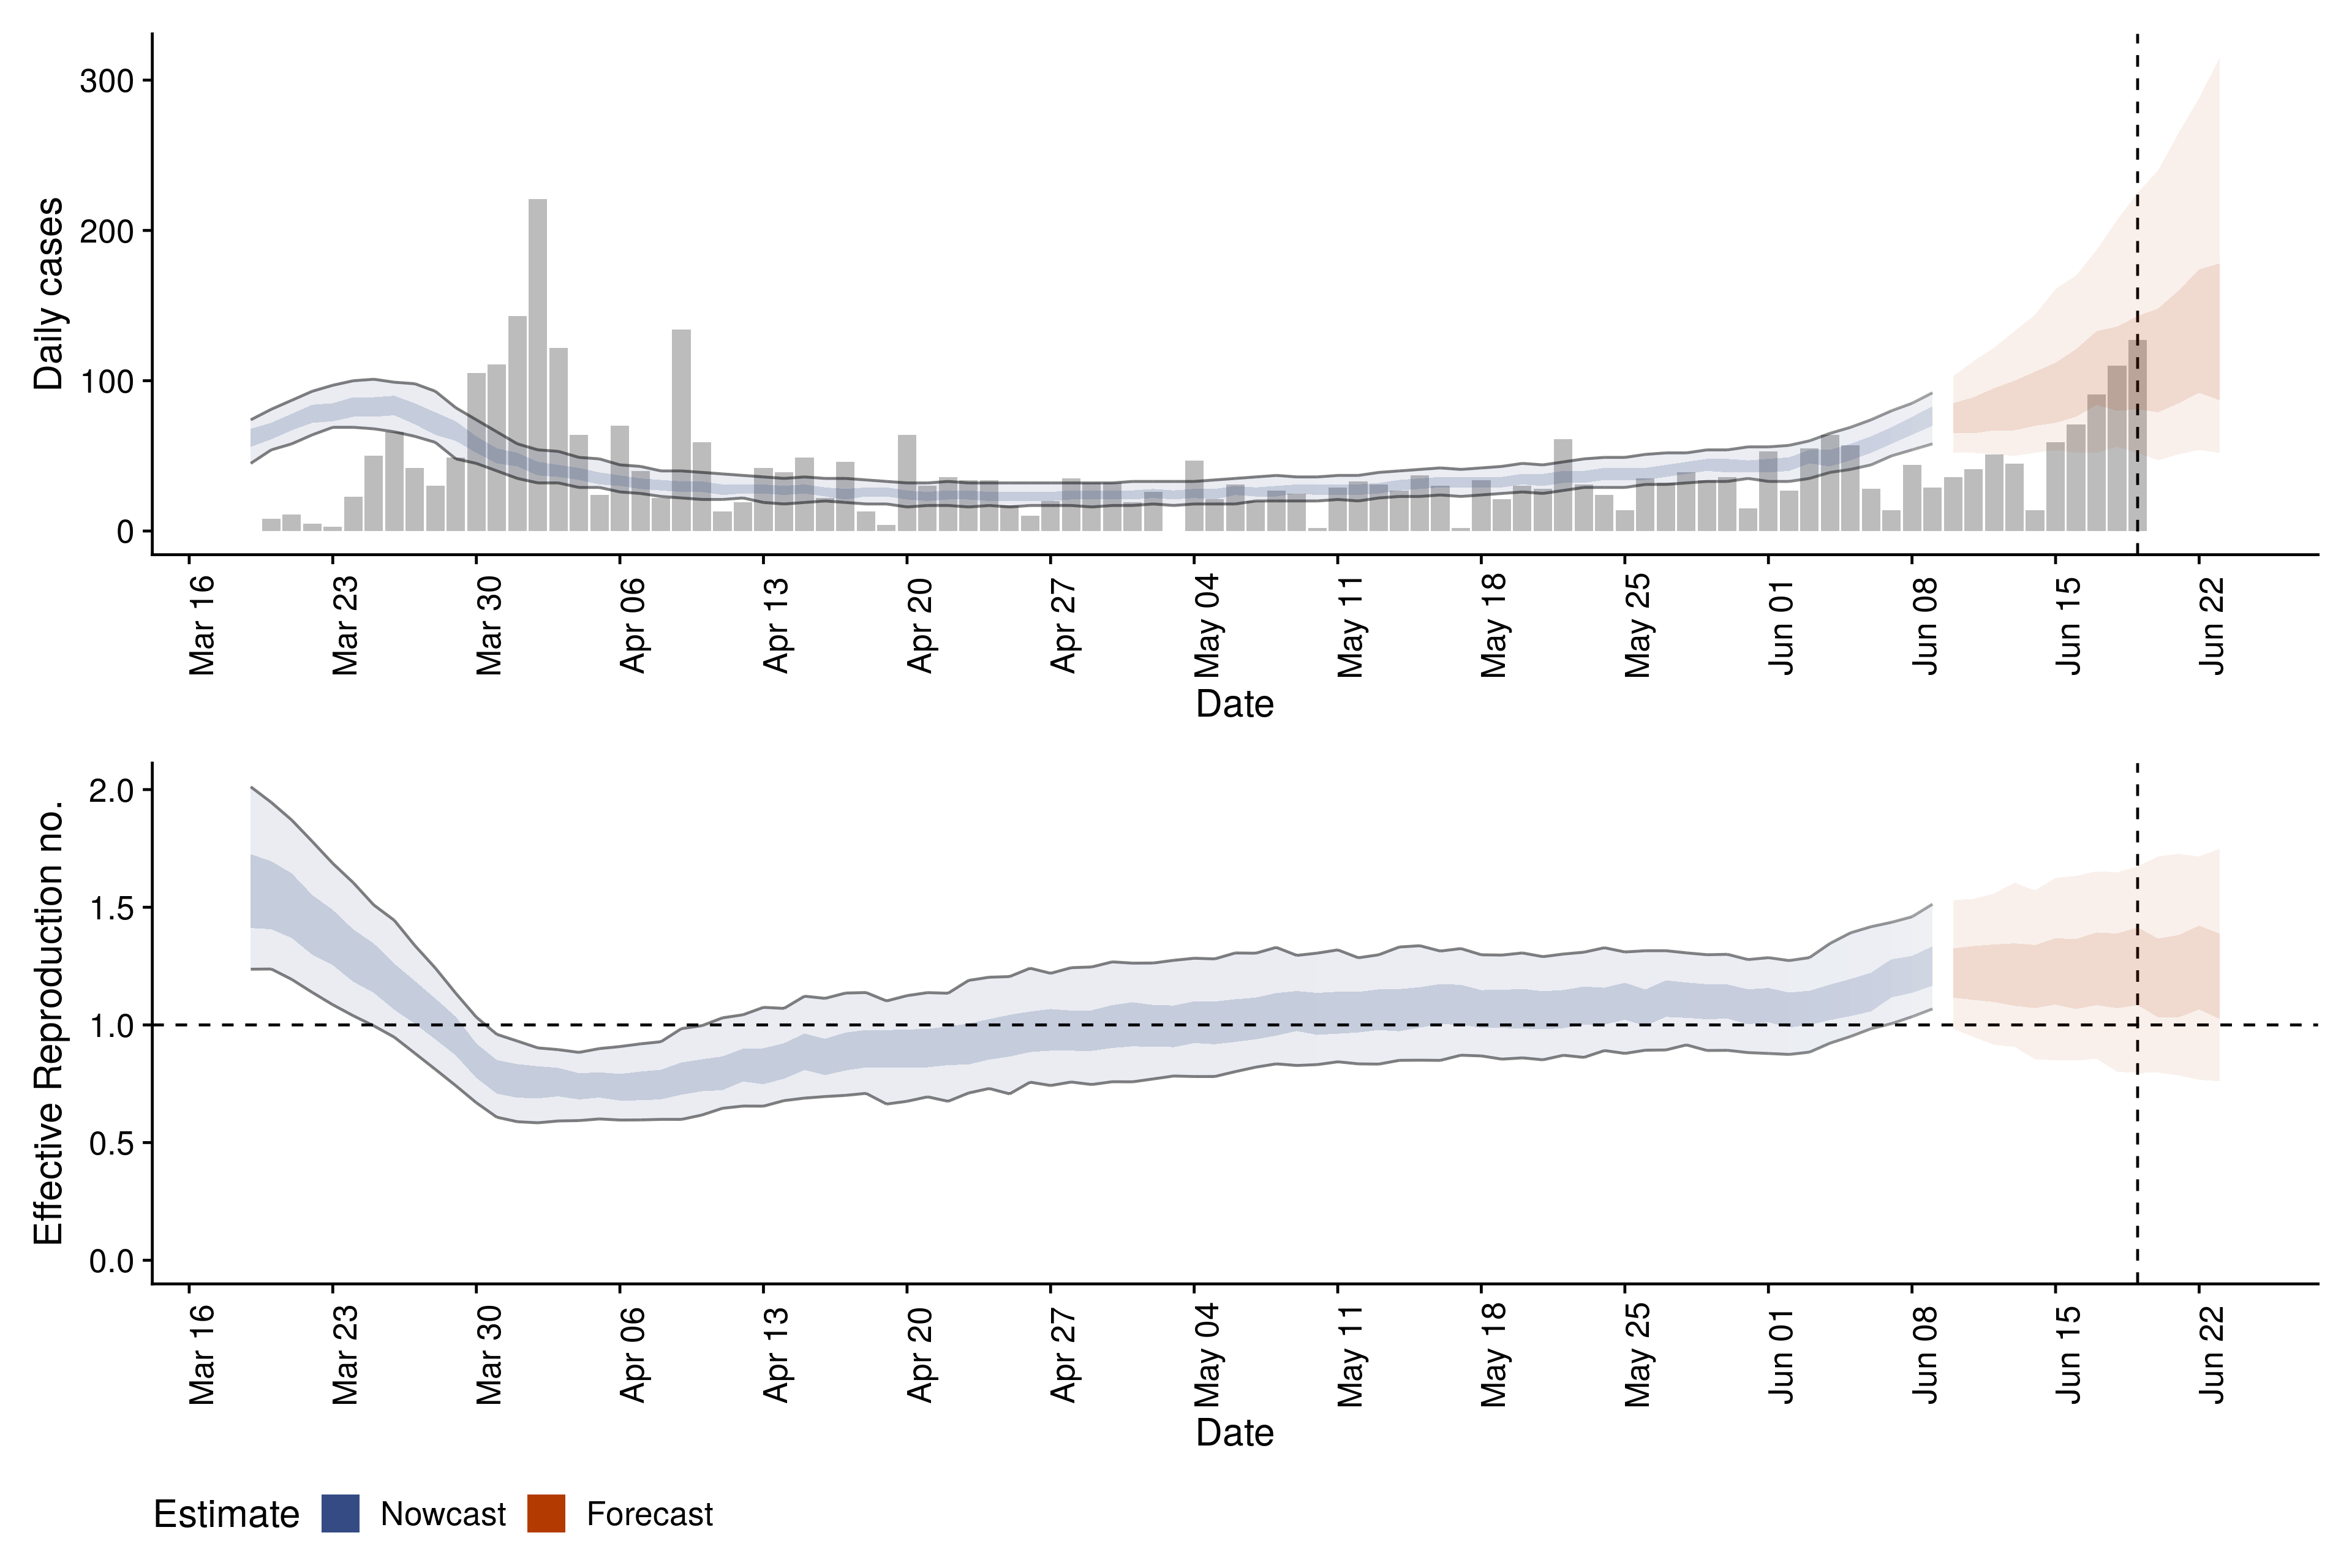 Daily cases
300
200
100
0
Mar 16
Mar 23
Mar 30
Apr 06
Apr 13
Apr 20
Apr 27
May 04
May 11
May 18
May 25
Jun 01
Jun 08
Jun 15
Jun 22
Date
Effective Reproduction no.
2.0
1.5
1.0
0.5
0.0
Mar 16
Mar 23
Mar 30
Apr 06
Apr 13
Apr 20
Apr 27
May 04
May 11
May 18
May 25
Jun 01
Jun 08
Jun 15
Jun 22
Date
Estimate Nowcast Forecast